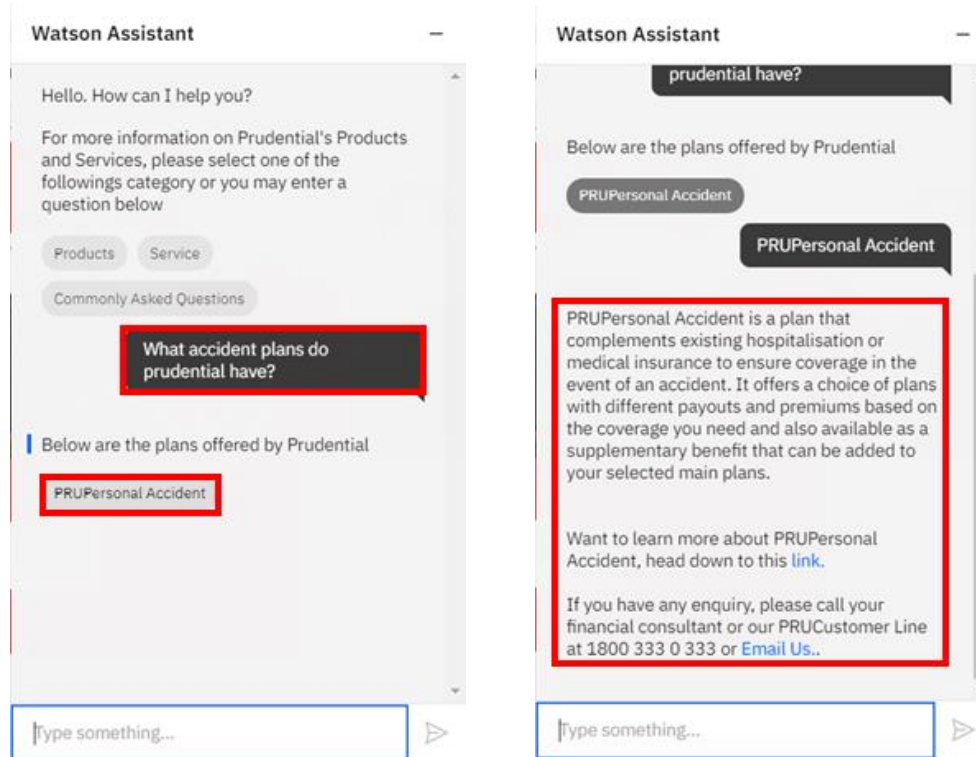 Watson Assistant
Hello. How can I help you?
For more information on Prudential's Products
and Services, please select one of the
followings category or you may enter a
question below
Products
Service
Commonly Asked Questions
What accident plans do
prudential have?
Below are the plans offered by Prudential
PRUPersonal Accident
Type something...
Watson Assistant
prudential have?
Below are the plans offered by Prudential
PRUPersonal Accident
PRUPersonal Accident
PRUPersonal Accident is a plan that
complements existing hospitalisation or
medical insurance to ensure coverage in the
event of an accident. It offers a choice of plans
with different payouts and premiums based on
the coverage you need and also available as a
supplementary benefit that can be added to
your selected main plans.
Want to learn more about PRUPersonal
Accident, head down to this link.
If you have any enquiry, please call your
financial consultant or our PRUCustomer Line
at 1800 333 0 333 or Email Us..
Type something...